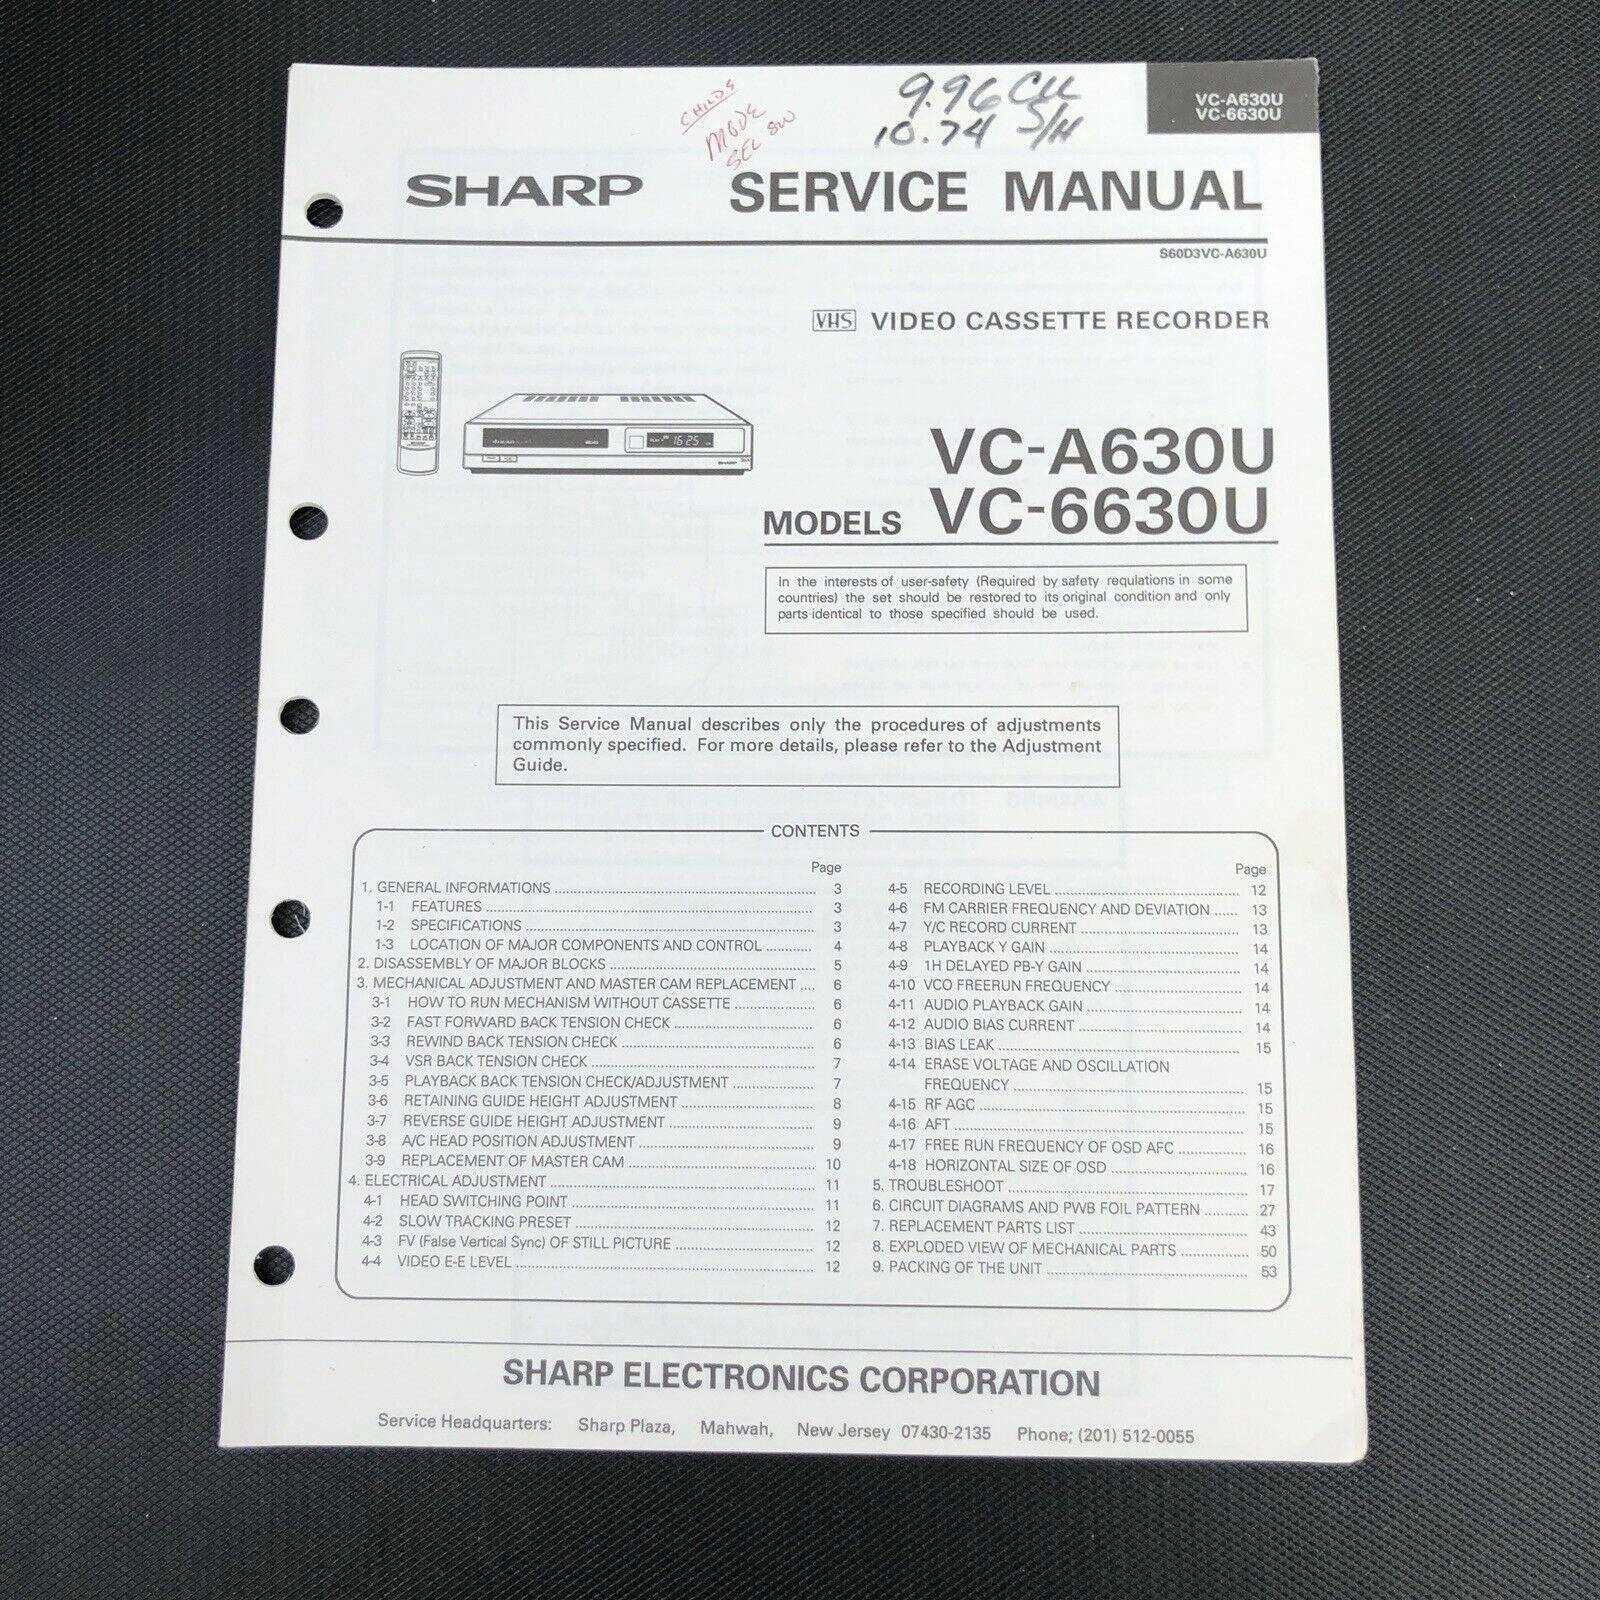 CHILDS
MODE
SEL SW
9.96 CU
10.74 S/H
VC-A630U
VC-6630U
SHARP SERVICE MANUAL
S60D3VC-A630U
VHS VIDEO CASSETTE RECORDER
PLAY 16 25
SHARP
VC-A630U
MODELS VC-6630U
In the interests of user-safety (Required by safety requlations in some
countries) the set should be restored to its original condition and only
parts identical to those specified should be used.
This Service Manual describes only the procedures of adjustments
commonly specified. For more details, please refer to the Adjustment
Guide.
CONTENTS
Page
1. GENERAL INFORMATIONS 3
1-1 FEATURES 3
1-2 SPECIFICATIONS 3
1-3 LOCATION OF MAJOR COMPONENTS AND CONTROL 4
2. DISASSEMBLY OF MAJOR BLOCKS 5
3. MECHANICAL ADJUSTMENT AND MASTER CAM REPLACEMENT 6
3-1 HOW TO RUN MECHANISM WITHOUT CASSETTE 6
3-2 FAST FORWARD BACK TENSION CHECK 6
3-3 REWIND BACK TENSION CHECK 6
3-4 VSR BACK TENSION CHECK 7
3-5 PLAYBACK BACK TENSION CHECK/ADJUSTMENT 7
3-6 RETAINING GUIDE HEIGHT ADJUSTMENT 8
3-7 REVERSE GUIDE HEIGHT ADJUSTMENT 9
3-8 A/C HEAD POSITION ADJUSTMENT 9
3-9 REPLACEMENT OF MASTER CAM 10
4. ELECTRICAL ADJUSTMENT 11
4-1 HEAD SWITCHING POINT 11
4-2 SLOW TRACKING PRESET 12
4-3 FV (False Vertical Sync) OF STILL PICTURE 12
4-4 VIDEO E-E LEVEL 12
Page
4-5 RECORDING LEVEL 12
4-6 FM CARRIER FREQUENCY AND DEVIATION 13
4-7 Y/C RECORD CURRENT 13
4-8 PLAYBACK Y GAIN 14
4-9 1H DELAYED PB-Y GAIN 14
4-10 VCO FREERUN FREQUENCY 14
4-11 AUDIO PLAYBACK GAIN 14
4-12 AUDIO BIAS CURRENT 14
4-13 BIAS LEAK 15
4-14 ERASE VOLTAGE AND OSCILLATION
FREQUENCY 15
4-15 RF AGC 15
4-16 AFT 15
4-17 FREE RUN FREQUENCY OF OSD AFC 16
4-18 HORIZONTAL SIZE OF OSD 16
5. TROUBLESHOOT 17
6. CIRCUIT DIAGRAMS AND PWB FOIL PATTERN 27
7. REPLACEMENT PARTS LIST 43
8. EXPLODED VIEW OF MECHANICAL PARTS 50
9. PACKING OF THE UNIT 53
SHARP ELECTRONICS CORPORATION
Service Headquarters: Sharp Plaza, Mahwah, New Jersey 07430-2135 Phone; (201) 512-0055